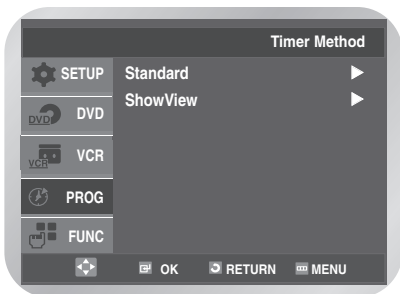 Timer Method
SETUP
Standard
ShowView
DVD
DVD
VCR
VCR
PROG
FUNC
OK
RETURN
MENU